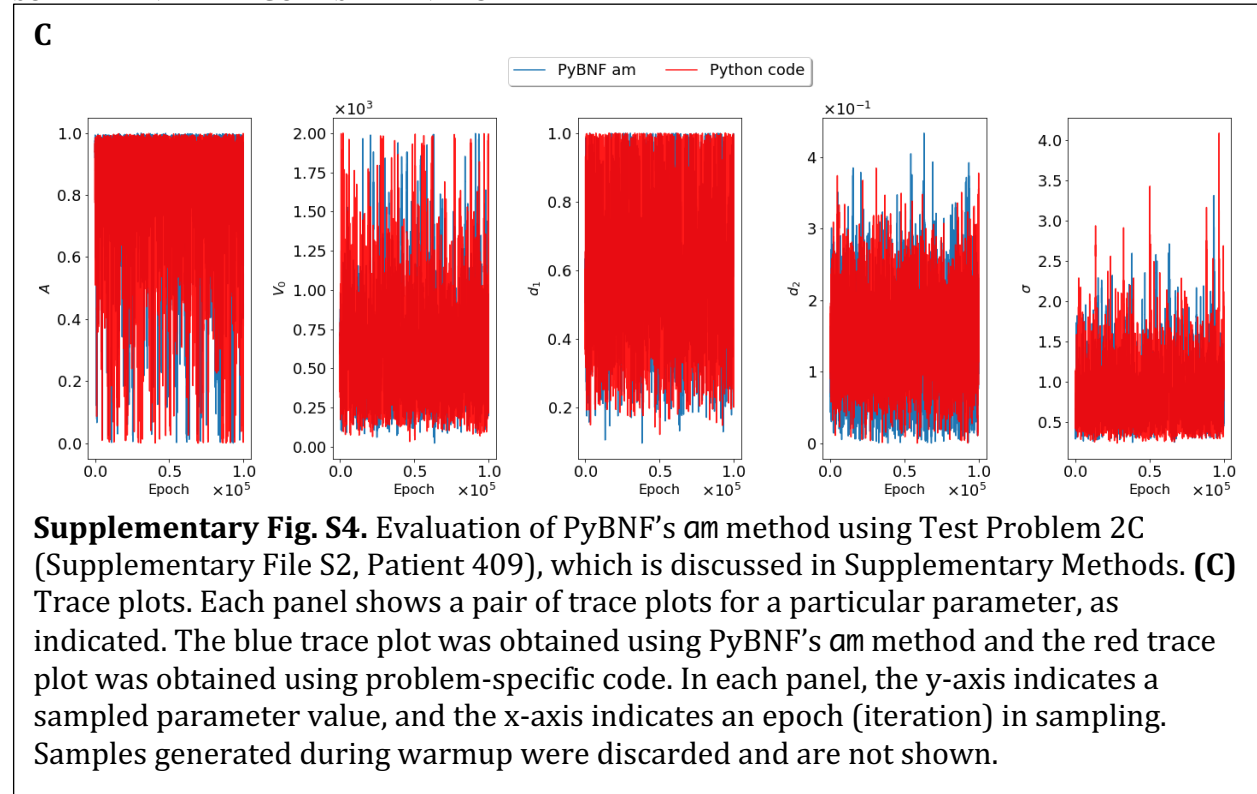 C
PyBNF am
Python code
×10³
×10⁻¹
1.0
0.8
0.6
0.4
0.2
0.0
A
0.0 0.5 1.0
Epoch ×10⁵
2.00
1.75
1.50
1.25
1.00
0.75
0.50
0.25
0.00
V₀
0.0 0.5 1.0
Epoch ×10⁵
1.0
0.8
0.6
0.4
0.2
d₁
0.0 0.5 1.0
Epoch ×10⁵
4
3
2
1
0
d₂
0.0 0.5 1.0
Epoch ×10⁵
4.0
3.5
3.0
2.5
2.0
1.5
1.0
0.5
σ
0.0 0.5 1.0
Epoch ×10⁵
Supplementary Fig. S4. Evaluation of PyBNF’s am method using Test Problem 2C
(Supplementary File S2, Patient 409), which is discussed in Supplementary Methods. (C)
Trace plots. Each panel shows a pair of trace plots for a particular parameter, as
indicated. The blue trace plot was obtained using PyBNF’s am method and the red trace
plot was obtained using problem-specific code. In each panel, the y-axis indicates a
sampled parameter value, and the x-axis indicates an epoch (iteration) in sampling.
Samples generated during warmup were discarded and are not shown.